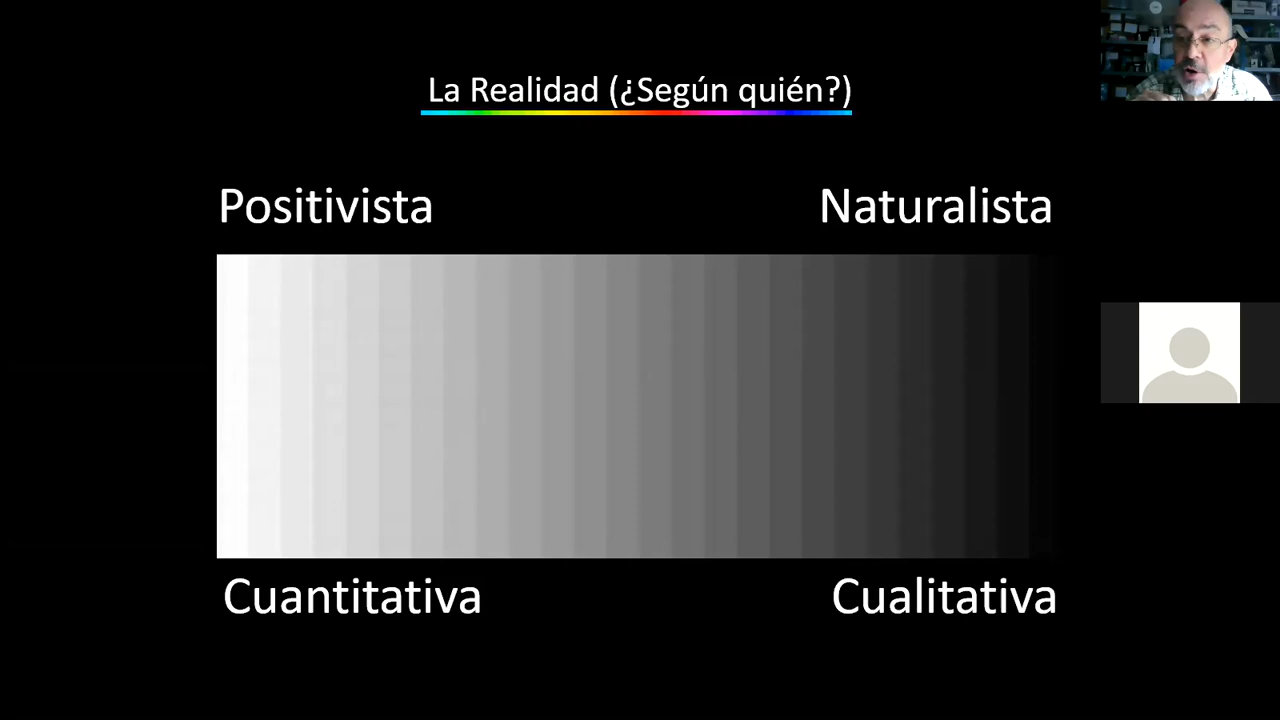 La Realidad (¿Según quién?)
Positivista
Naturalista
Cuantitativa
Cualitativa